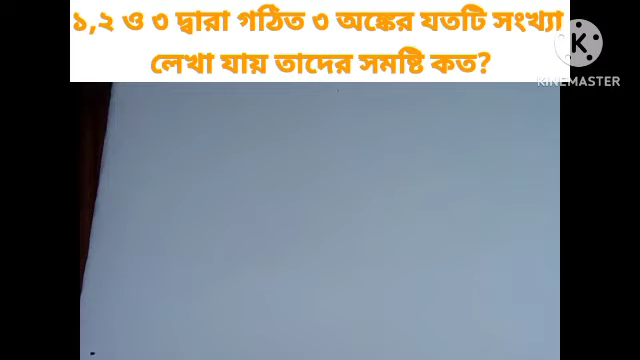 ১,২ ও ৩ দ্বারা গঠিত ৩ অঙ্কের যতটি সংখ্যা
লেখা যায় তাদের সমষ্টি কত?
KINEMASTER